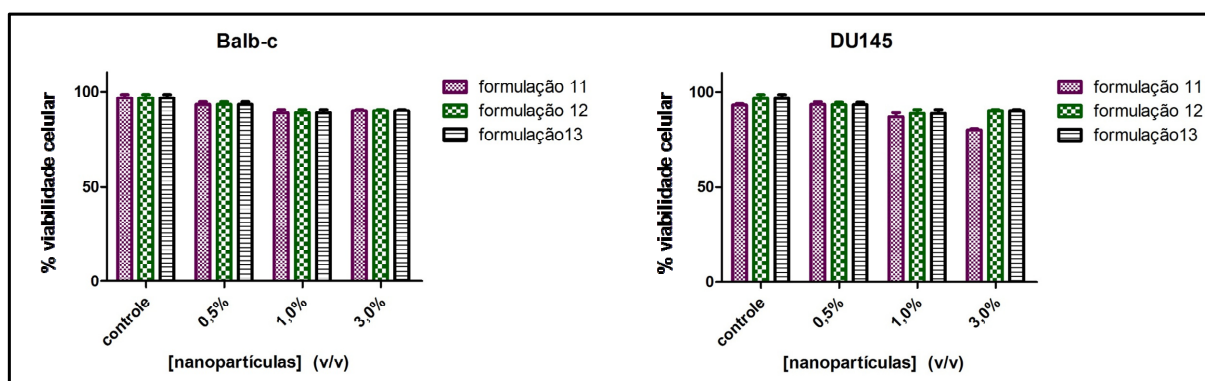 Balb-c
% viabilidade celular
100
50
0
controle
0,5%
1,0%
3,0%
[nanopartículas] (v/v)
formulação 11
formulação 12
formulação13
DU145
% viabilidade celular
100
50
0
controle
0,5%
1,0%
3,0%
[nanopartículas] (v/v)
formulação 11
formulação 12
formulação13